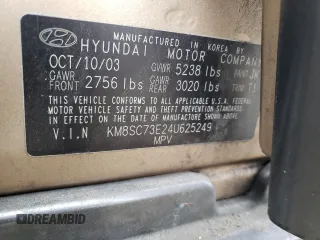 MANUFACTURED IN KOREA BY
HYUNDAI MOTOR COMPANY
OCT/10/03 GVWR 5238 lbs PAINT
GAWR FRONT 2756 lbs GAWR REAR 3020 lbs TRIM
THIS VEHICLE CONFORMS TO ALL APPLICABLE U.S.A. FEDERAL
MOTOR VEHICLE SAFETY AND THEFT PREVENTION
STANDARDS IN EFFECT ON THE DATE OF MANUFACTURE
SHOWN ABOVE.
V.I.N KM8SC73E24U625249
MPV
DREAMBID